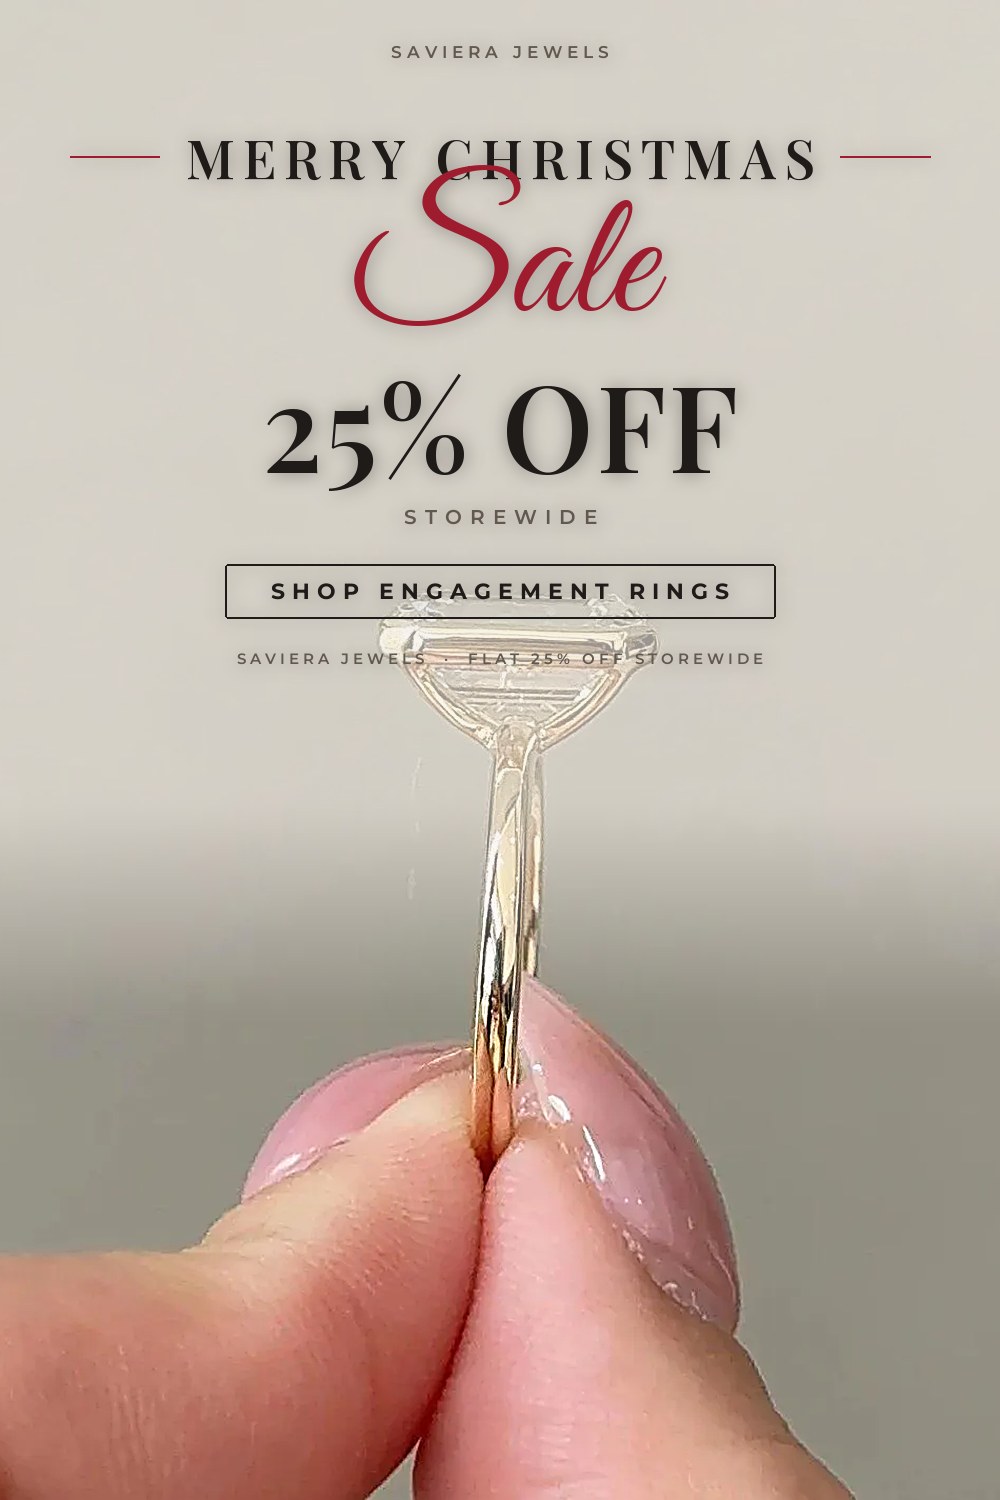 SAVIERA JEWELS
MERRY CHRISTMAS
Sale
25% OFF
STOREWIDE
SHOP ENGAGEMENT RINGS
SAVIERA JEWELS · FLAT 25% OFF STOREWIDE